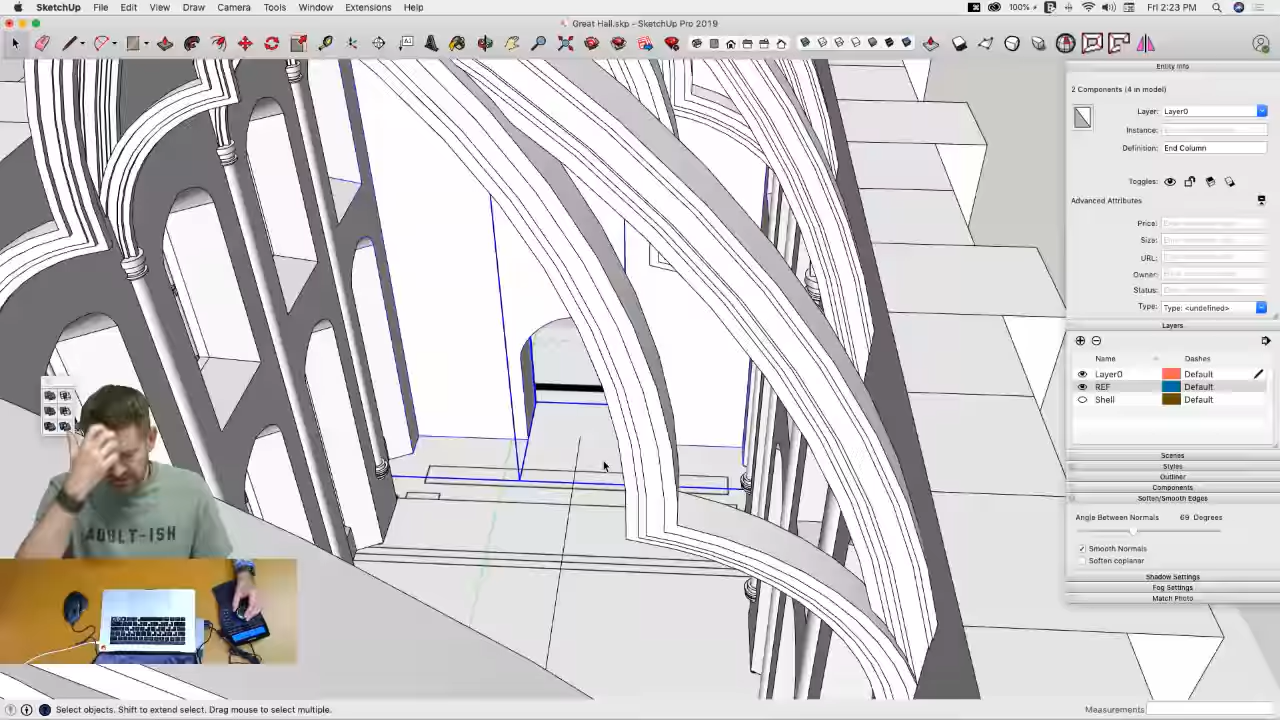 SketchUp File Edit View Draw Camera Tools Window Extensions Help
100% Fri 2:23 PM
Great Hall.skp - SketchUp Pro 2019
Entity Info
2 Components (4 in model)
Layer: Layer0
Instance:
Definition: End Column
Toggles:
Advanced Attributes
Price:
Size:
URL:
Owner:
Status:
Type: Type: <undefined>
Layers
Name Dashes
Layer0 Default
REF Default
Shell Default
Scenes
Styles
Outliner
Components
Soften/Smooth Edges
Angle Between Normals 69 Degrees
Smooth Normals
Soften coplanar
Shadow Settings
Fog Settings
Match Photo
ADULT-ISH
Select objects. Shift to extend select. Drag mouse to select multiple.
Measurements